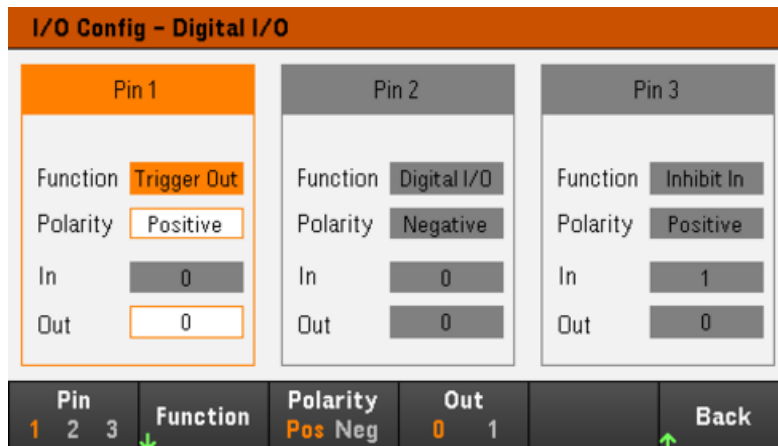 I/O Config - Digital I/O
Pin 1
Function Trigger Out
Polarity Positive
In 0
Out 0
Pin 2
Function Digital I/O
Polarity Negative
In 0
Out 0
Pin 3
Function Inhibit In
Polarity Positive
In 1
Out 0
Pin
1 2 3
Function
Polarity
Pos Neg
Out
0 1
Back